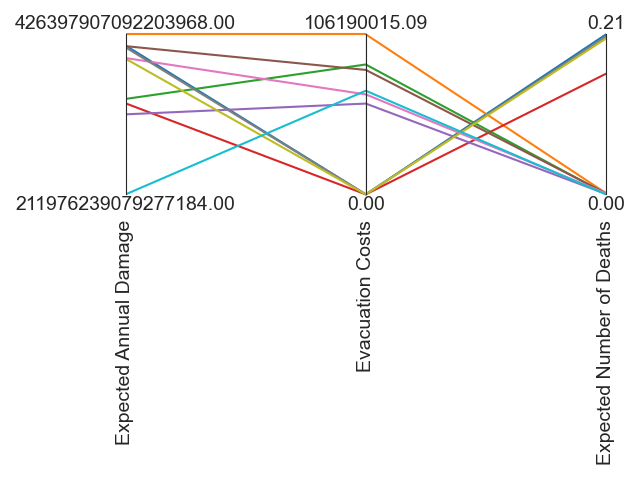 426397907092203968.00
106190015.09
0.21
211976239079277184.00
0.00
0.00
Expected Annual Damage
Evacuation Costs
Expected Number of Deaths